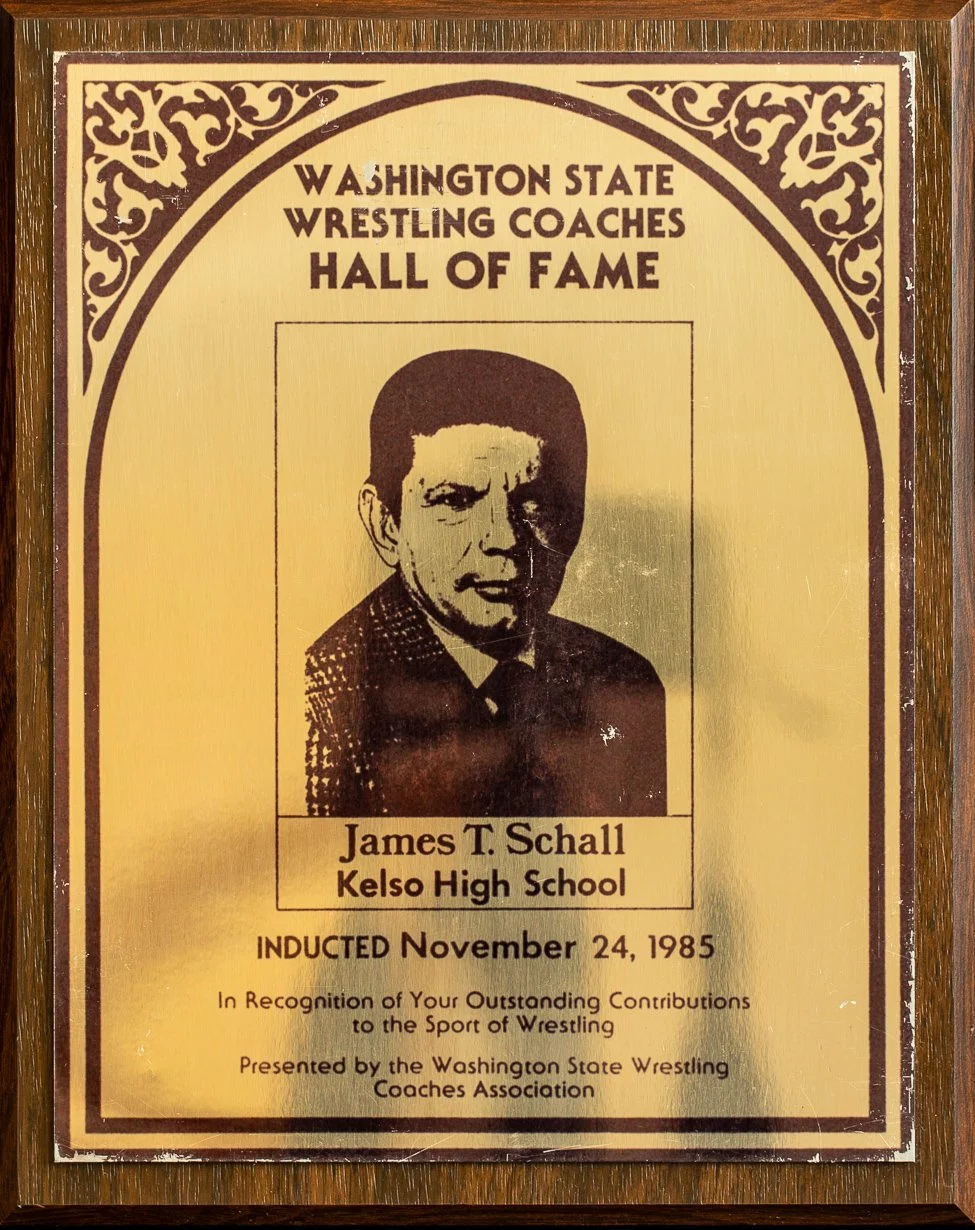 WASHINGTON STATE
WRESTLING COACHES
HALL OF FAME
James T. Schall
Kelso High School
INDUCTED November 24, 1985
In Recognition of Your Outstanding Contributions
to the Sport of Wrestling
Presented by the Washington State Wrestling
Coaches Association